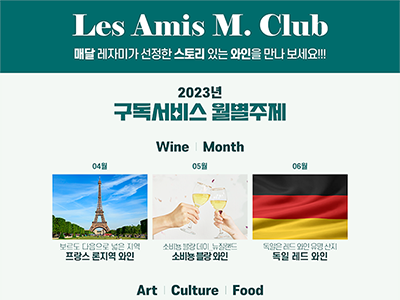 Les Amis M. Club
매달 레자미가 선정한 스토리 있는 와인을 만나 보세요!!!
2023년
구독서비스 월별주제
Wine | Month
04월 05월 06월
보르도 다음으로 넓은 지역 소비뇽 블랑 데이_뉴질랜드 독일은 레드 와인 유명 산지
프랑스 론지역 와인 소비뇽 블랑 와인 독일 레드 와인
Art | Culture | Food